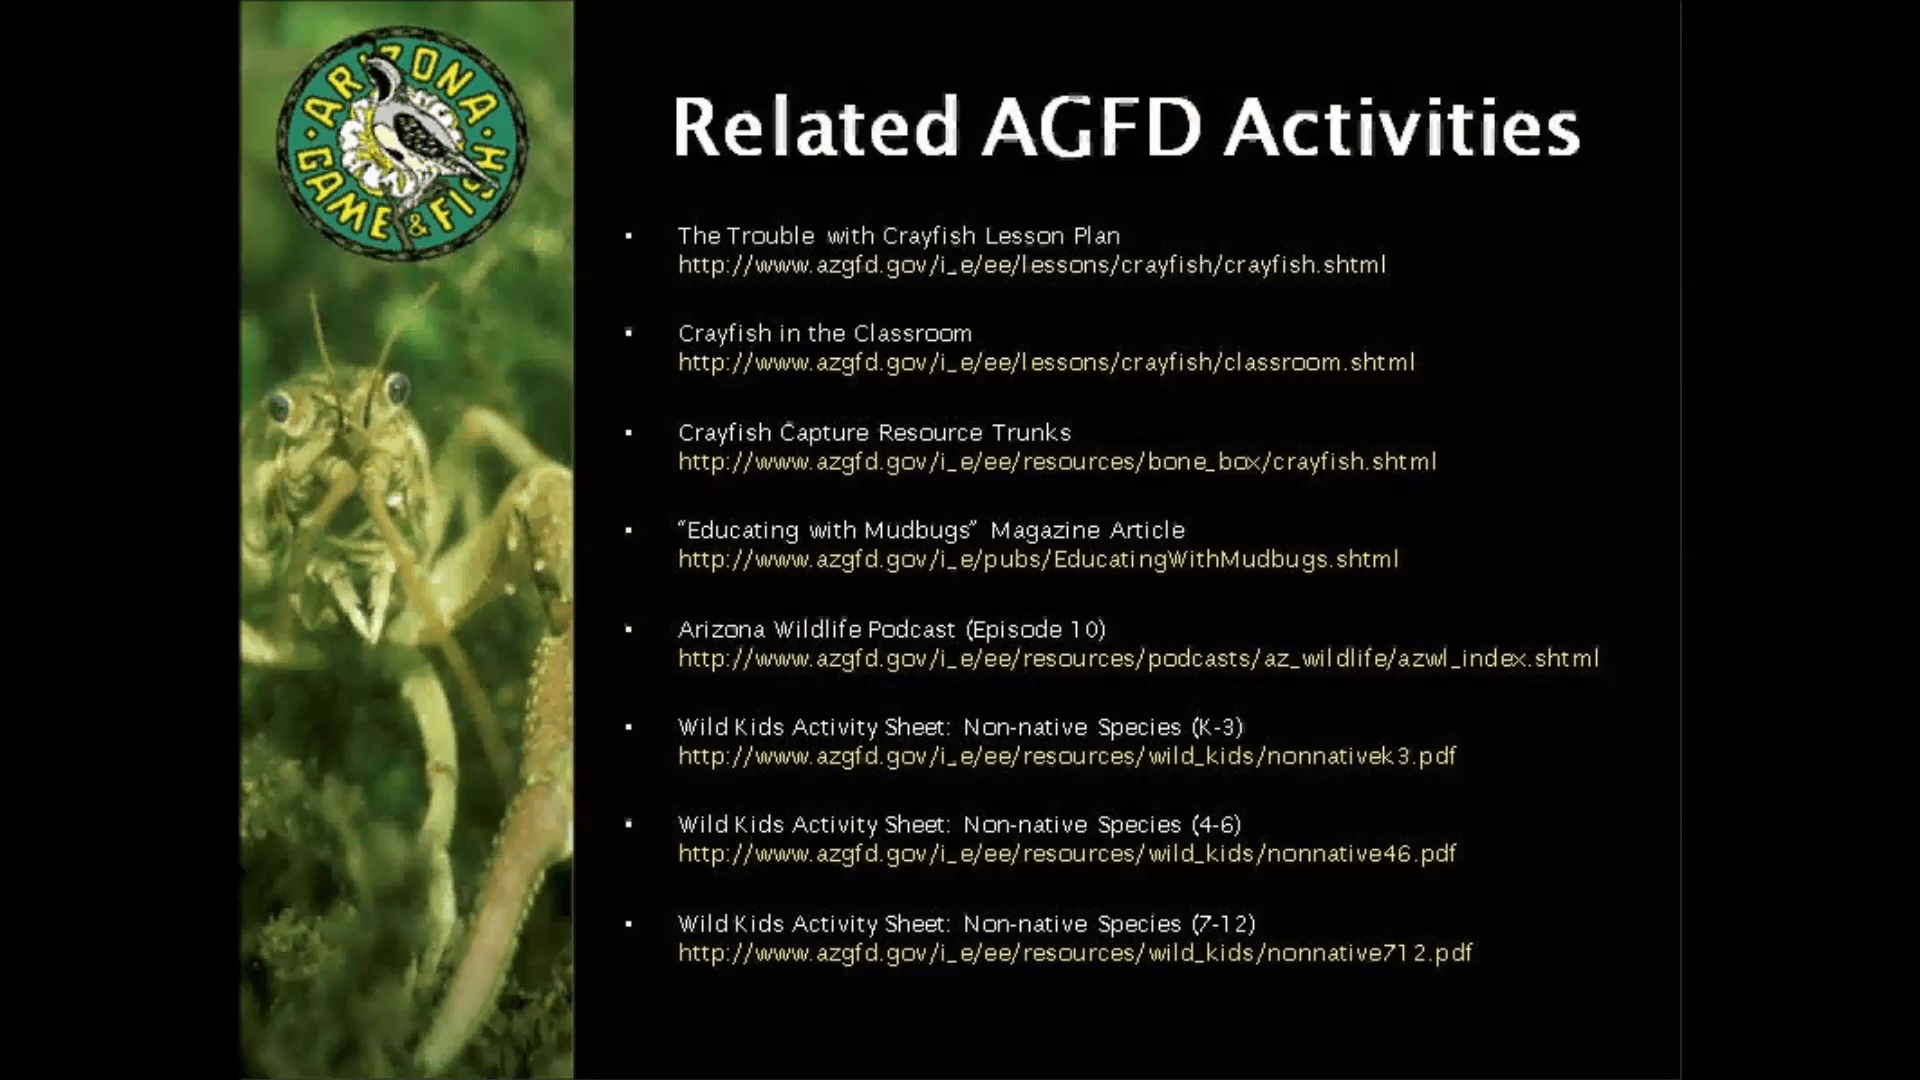 ARIZONA
GAME & FISH
Related AGFD Activities
▪ The Trouble with Crayfish Lesson Plan
http://www.azgfd.gov/i_e/ee/lessons/crayfish/crayfish.shtml
▪ Crayfish in the Classroom
http://www.azgfd.gov/i_e/ee/lessons/crayfish/classroom.shtml
▪ Crayfish Capture Resource Trunks
http://www.azgfd.gov/i_e/ee/resources/bone_box/crayfish.shtml
▪ “Educating with Mudbugs” Magazine Article
http://www.azgfd.gov/i_e/pubs/EducatingWithMudbugs.shtml
▪ Arizona Wildlife Podcast (Episode 10)
http://www.azgfd.gov/i_e/ee/resources/podcasts/az_wildlife/azwl_index.shtml
▪ Wild Kids Activity Sheet: Non-native Species (K-3)
http://www.azgfd.gov/i_e/ee/resources/wild_kids/nonnativek3.pdf
▪ Wild Kids Activity Sheet: Non-native Species (4-6)
http://www.azgfd.gov/i_e/ee/resources/wild_kids/nonnative46.pdf
▪ Wild Kids Activity Sheet: Non-native Species (7-12)
http://www.azgfd.gov/i_e/ee/resources/wild_kids/nonnative712.pdf